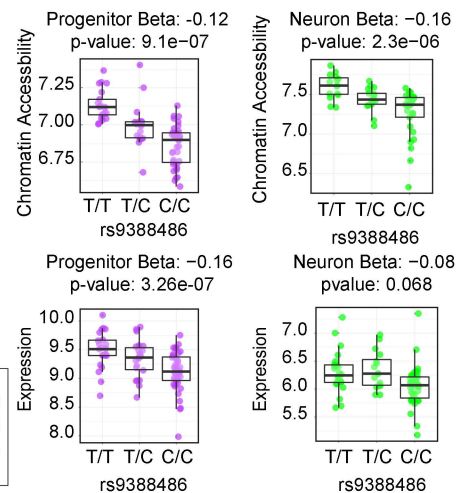 Progenitor Beta: -0.12
p-value: 9.1e−07
Chromatin Accessbility
7.25
7.00
6.75
T/T T/C C/C
rs9388486
Neuron Beta: −0.16
p-value: 2.3e−06
Chromatin Accessbility
7.5
7.0
6.5
T/T T/C C/C
rs9388486
Progenitor Beta: −0.16
p-value: 3.26e-07
Expression
10.0
9.5
9.0
8.5
8.0
T/T T/C C/C
rs9388486
Neuron Beta: −0.08
pvalue: 0.068
Expression
7.0
6.5
6.0
5.5
T/T T/C C/C
rs9388486